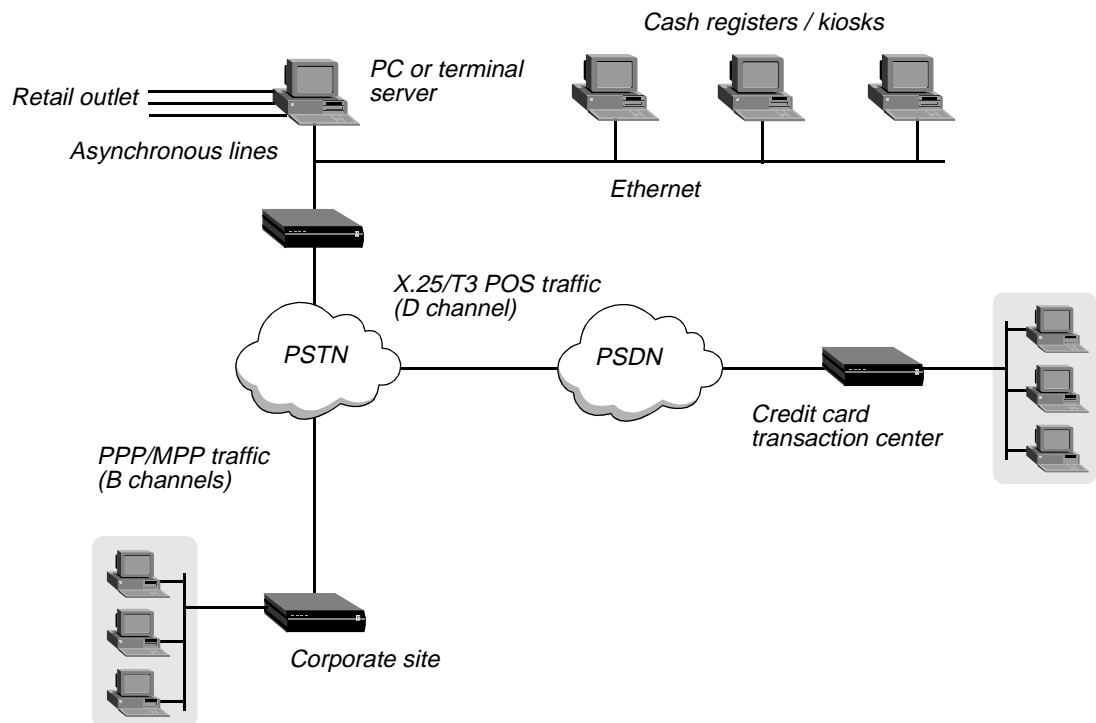 Cash registers / kiosks
PC or terminal
server
Retail outlet
Asynchronous lines
Ethernet
X.25/T3 POS traffic
(D channel)
PSTN
PSDN
Credit card
transaction center
PPP/MPP traffic
(B channels)
Corporate site